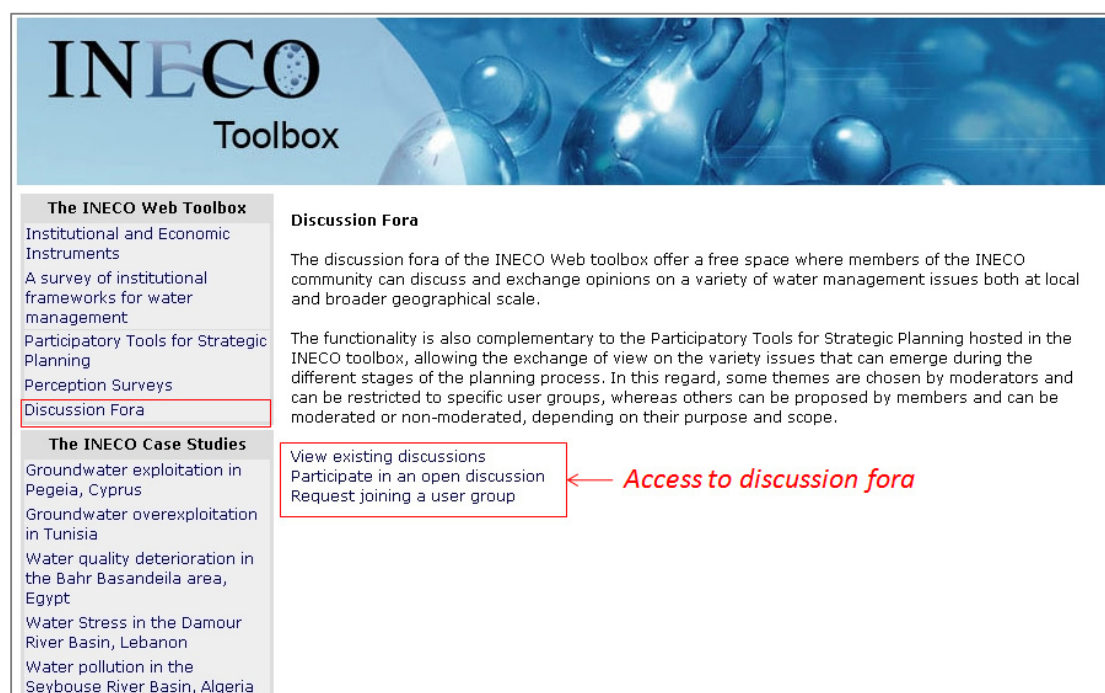 INECO
Toolbox
The INECO Web Toolbox
Institutional and Economic
Instruments
A survey of institutional
frameworks for water
management
Participatory Tools for Strategic
Planning
Perception Surveys
Discussion Fora
The INECO Case Studies
Groundwater exploitation in
Pegeia, Cyprus
Groundwater overexploitation
in Tunisia
Water quality deterioration in
the Bahr Basandeila area,
Egypt
Water Stress in the Damour
River Basin, Lebanon
Water pollution in the
Seybouse River Basin, Algeria
Discussion Fora
The discussion fora of the INECO Web toolbox offer a free space where members of the INECO
community can discuss and exchange opinions on a variety of water management issues both at local
and broader geographical scale.
The functionality is also complementary to the Participatory Tools for Strategic Planning hosted in the
INECO toolbox, allowing the exchange of view on the variety issues that can emerge during the
different stages of the planning process. In this regard, some themes are chosen by moderators and
can be restricted to specific user groups, whereas others can be proposed by members and can be
moderated or non-moderated, depending on their purpose and scope.
View existing discussions
Participate in an open discussion
Request joining a user group
Access to discussion fora